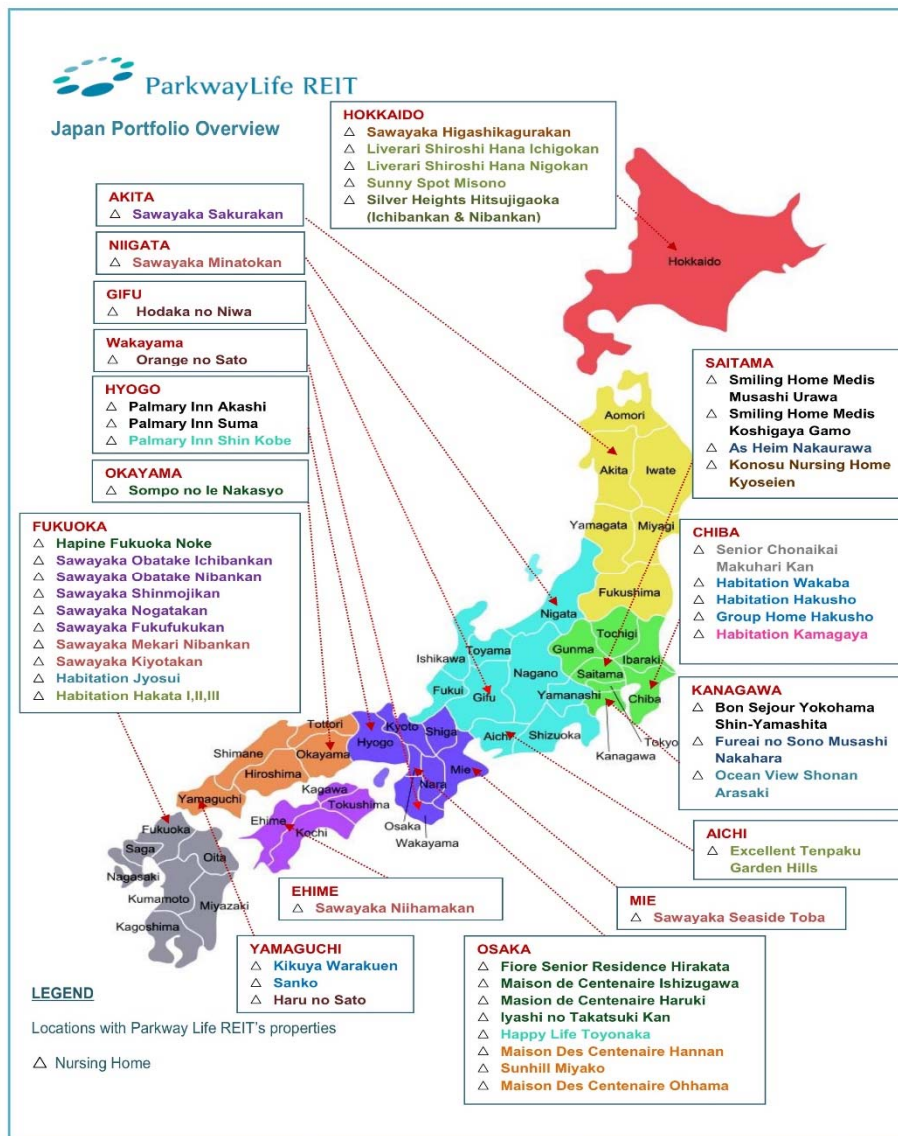 ParkwayLife REIT
Japan Portfolio Overview
HOKKAIDO
△ Sawayaka Higashikagurakan
△ Liverari Shiroshi Hana Ichigokan
△ Liverari Shiroshi Hana Nigokan
△ Sunny Spot Misono
△ Silver Heights Hitsujigaoka
(Ichibankan & Nibankan)
AKITA
△ Sawayaka Sakurakan
NIIGATA
△ Sawayaka Minatokan
GIFU
△ Hodaka no Niwa
Wakayama
△ Orange no Sato
HYOGO
△ Palmary Inn Akashi
△ Palmary Inn Suma
△ Palmary Inn Shin Kobe
OKAYAMA
△ Sompo no Ie Nakasyo
FUKUOKA
△ Hapine Fukuoka Noke
△ Sawayaka Obatake Ichibankan
△ Sawayaka Obatake Nibankan
△ Sawayaka Shinmojikan
△ Sawayaka Nogatakan
△ Sawayaka Fukufukukan
△ Sawayaka Mekari Nibankan
△ Sawayaka Kiyotakan
△ Habitation Jyosui
△ Habitation Hakata I,II,III
SAITAMA
△ Smiling Home Medis
Musashi Urawa
△ Smiling Home Medis
Koshigaya Gamo
△ As Heim Nakaurawa
△ Konosu Nursing Home
Kyoseien
CHIBA
△ Senior Chonaikai
Makuhari Kan
△ Habitation Wakaba
△ Habitation Hakusho
△ Group Home Hakusho
△ Habitation Kamagaya
KANAGAWA
△ Bon Sejour Yokohama
Shin-Yamashita
△ Fureai no Sono Musashi
Nakahara
△ Ocean View Shonan
Arasaki
AICHI
△ Excellent Tenpaku
Garden Hills
MIE
△ Sawayaka Seaside Toba
EHIME
△ Sawayaka Niihamakan
YAMAGUCHI
△ Kikuya Warakuen
△ Sanko
△ Haru no Sato
OSAKA
△ Fiore Senior Residence Hirakata
△ Maison de Centenaire Ishizugawa
△ Masion de Centenaire Haruki
△ Iyashi no Takatsuki Kan
△ Happy Life Toyonaka
△ Maison Des Centenaire Hannan
△ Sunhill Miyako
△ Maison Des Centenaire Ohhama
Hokkaido
Aomori
Akita
Iwate
Yamagata
Miyagi
Fukushima
Nigata
Tochigi
Gunma
Ibaraki
Saitama
Chiba
Tokyo
Kanagawa
Toyama
Ishikawa
Nagano
Fukui
Gifu
Yamanashi
Aichi
Shizuoka
Kyoto
Shiga
Hyogo
Mie
Nara
Osaka
Wakayama
Tottori
Okayama
Shimane
Hiroshima
Yamaguchi
Kagawa
Tokushima
Ehime
Kochi
Fukuoka
Saga
Oita
Nagasaki
Kumamoto
Miyazaki
Kagoshima
LEGEND
Locations with Parkway Life REIT's properties
△ Nursing Home